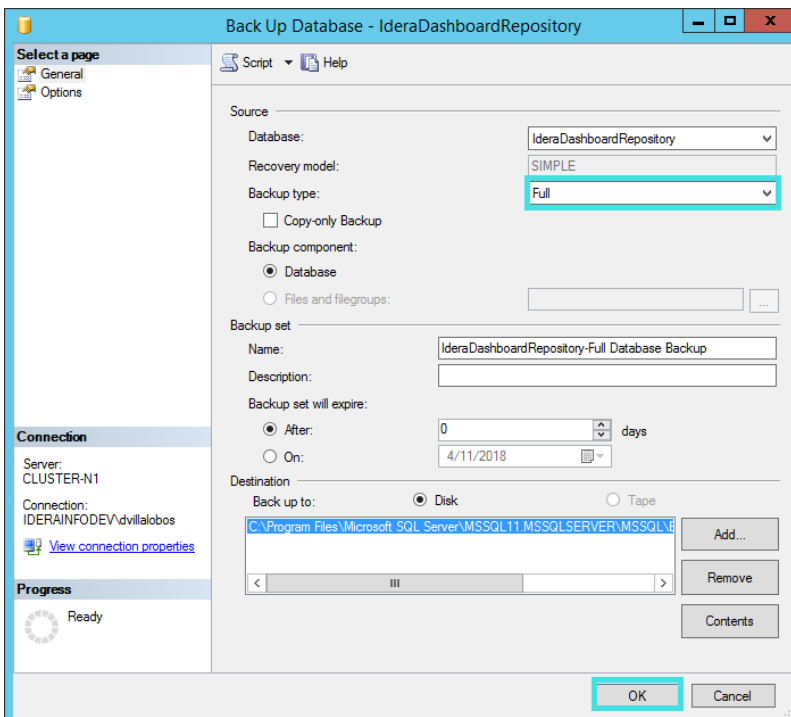 Back Up Database - IderaDashboardRepository
x
Select a page
General
Options
Script
Help
Source
Database:
IderaDashboardRepository
Recovery model:
SIMPLE
Backup type:
Full
Copy-only Backup
Backup component:
Database
Files and filegroups:
...
Backup set
Name:
IderaDashboardRepository-Full Database Backup
Description:
Backup set will expire:
After:
0
days
On:
4/11/2018
Destination
Back up to:
Disk
Tape
C:\Program Files\Microsoft SQL Server\MSSQL11.MSSQLSERVER\MSSQL\
Add...
Remove
Contents
Connection
Server:
CLUSTER-N1
Connection:
IDERAINFODEV\dvillalobos
View connection properties
Progress
Ready
OK
Cancel